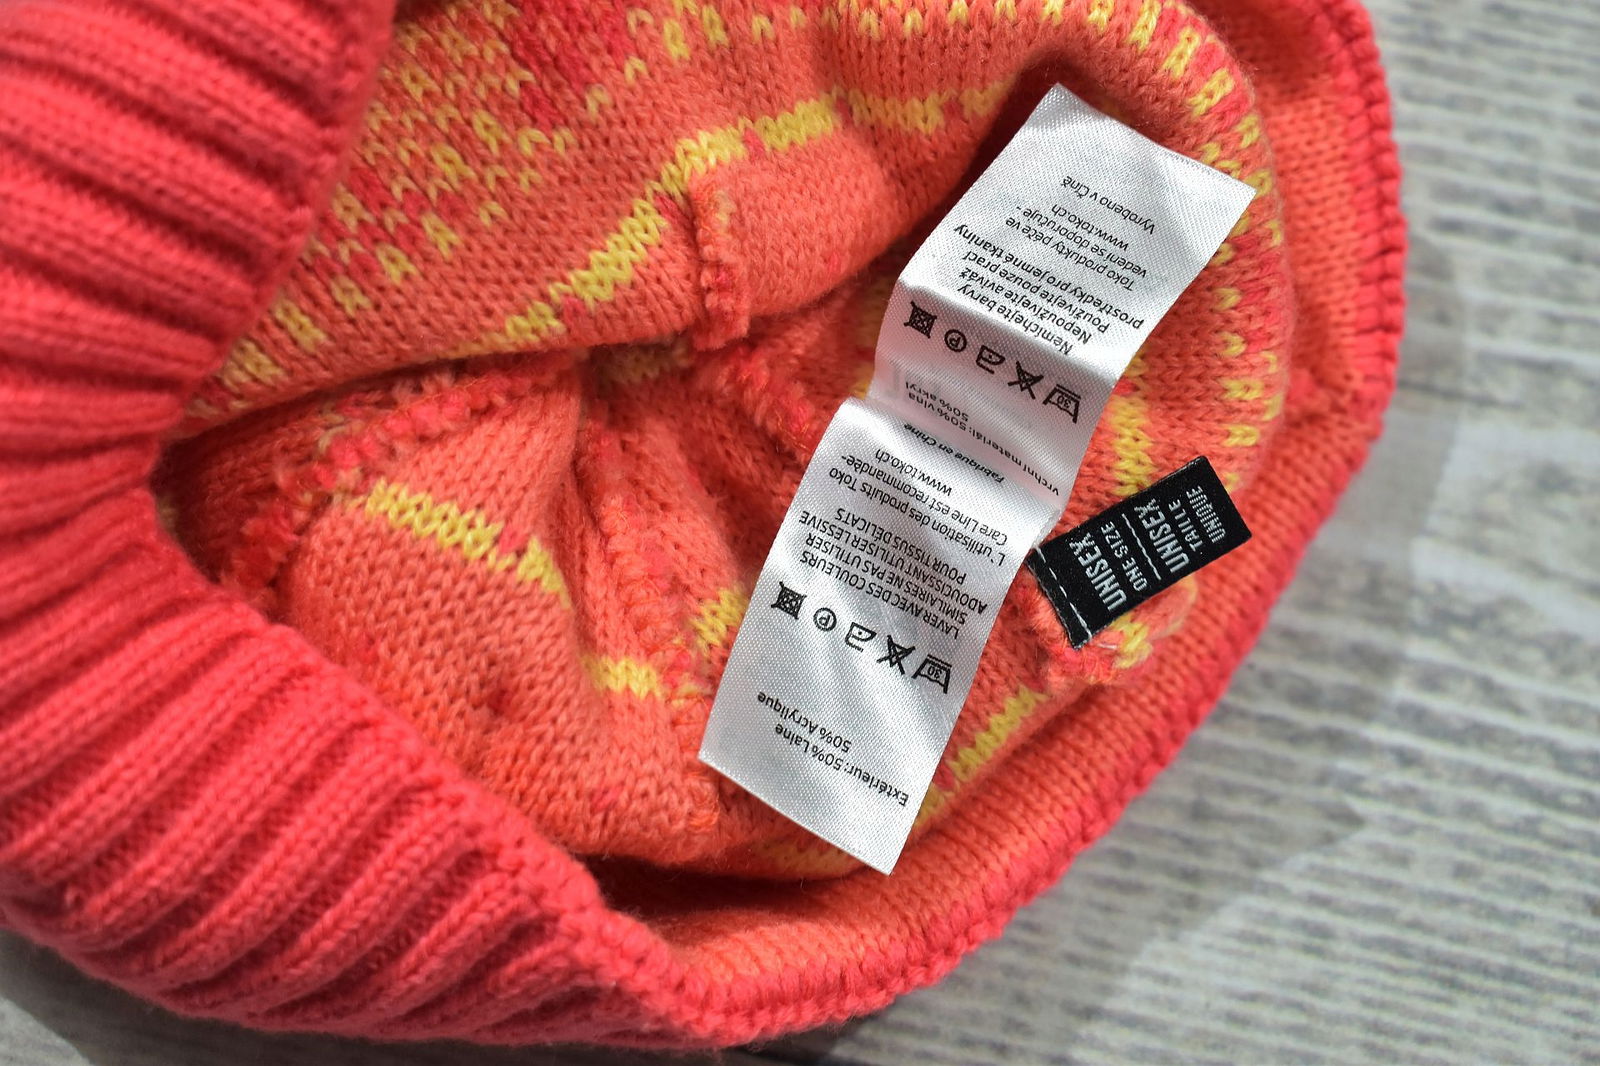 Extérieur: 50% Laine
50% Acrylique
30 P
LAVER AVEC DES COULEURS
SIMILAIRES NE PAS UTILISER
ADOUCISSANT UTILISER LESSIVE
POUR TISSUS DÉLICATS
L'utilisation des produits Toko
Care Line est recommandée-
www.toko.ch
Fabriqué en Chine
Vrchní materiál: 50% vlna
50% akryl
30 P
Nemíchejte barvy
Nepoužívejte aviváž
Používejte pouze prací
prostředky pro jemné tkaniny
Toko produkty péče ve
vedení se doporučuje -
www.toko.ch
Vyrobeno v Číně
UNISEX
ONE SIZE
UNISEX
TAILLE
UNIQUE